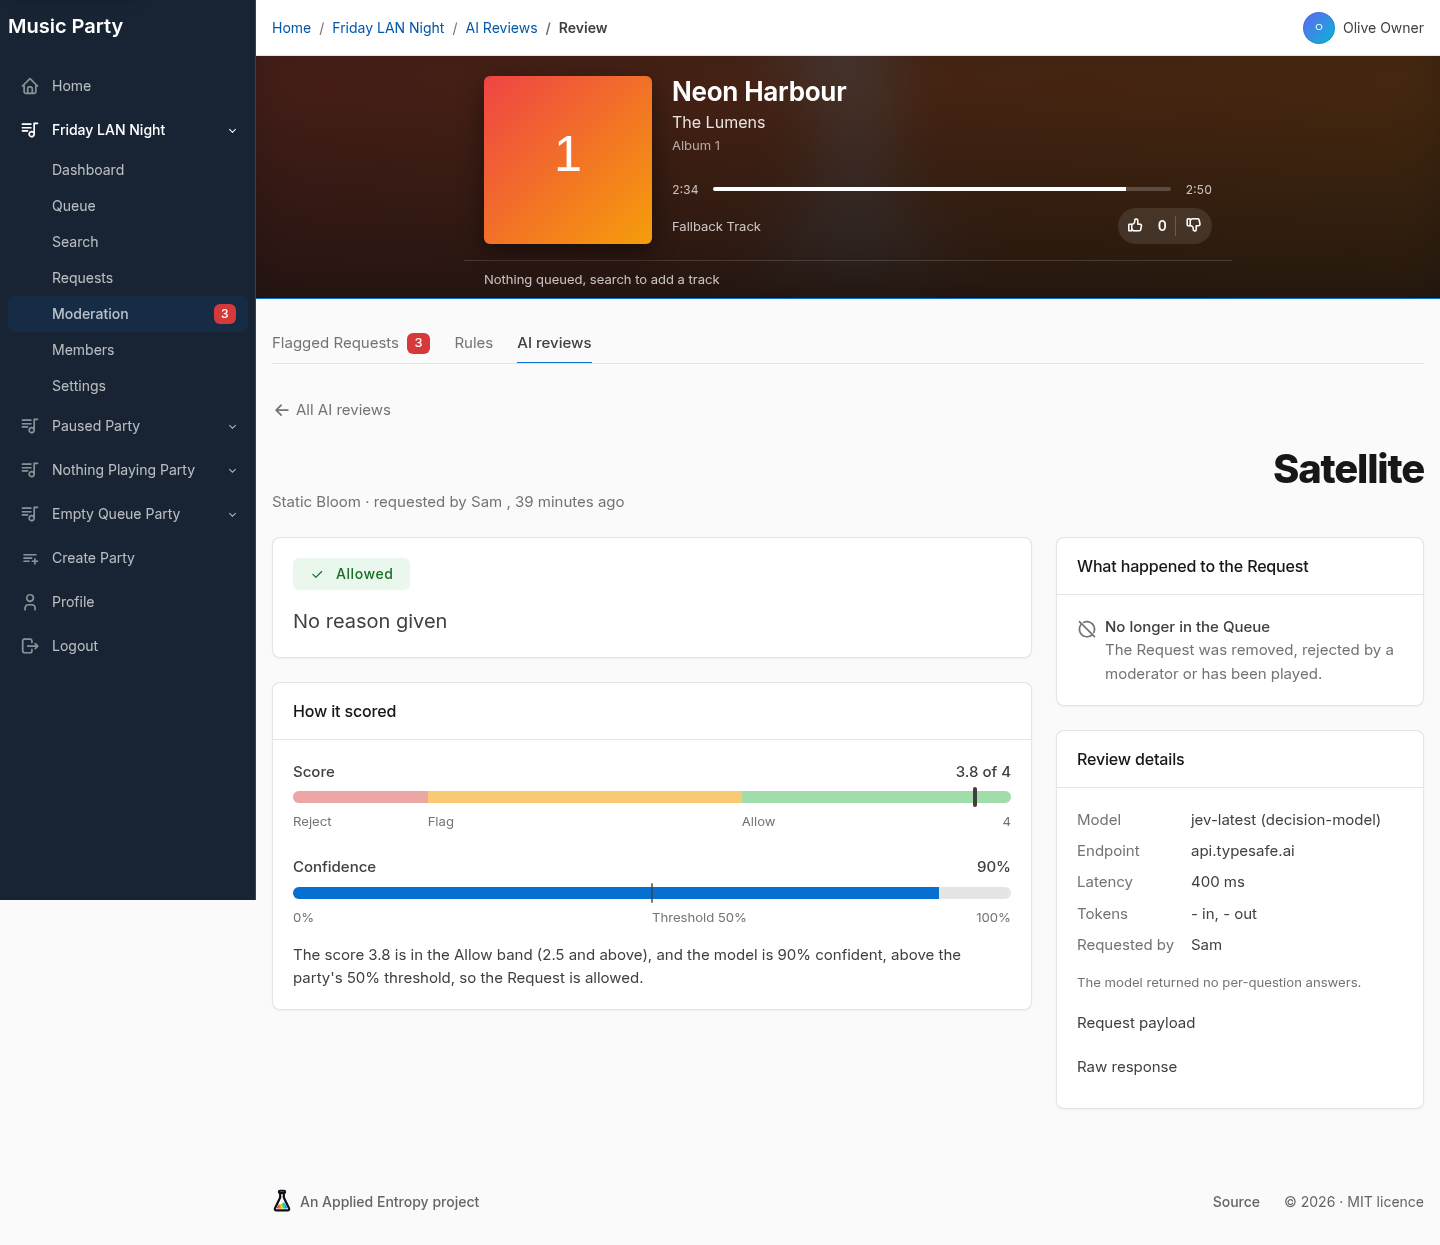 Music Party
Home
Friday LAN Night
Dashboard
Queue
Search
Requests
Moderation 3
Members
Settings
Paused Party
Nothing Playing Party
Empty Queue Party
Create Party
Profile
Logout
Home / Friday LAN Night / AI Reviews / Review
O Olive Owner
1
Neon Harbour
The Lumens
Album 1
2:34 2:50
Fallback Track 0
Nothing queued, search to add a track
Flagged Requests 3 Rules AI reviews
All AI reviews
Satellite
Static Bloom · requested by Sam , 39 minutes ago
Allowed
No reason given
How it scored
Score 3.8 of 4
Reject Flag Allow 4
Confidence 90%
0% Threshold 50% 100%
The score 3.8 is in the Allow band (2.5 and above), and the model is 90% confident, above the
party's 50% threshold, so the Request is allowed.
What happened to the Request
No longer in the Queue
The Request was removed, rejected by a
moderator or has been played.
Review details
Model jev-latest (decision-model)
Endpoint api.typesafe.ai
Latency 400 ms
Tokens - in, - out
Requested by Sam
The model returned no per-question answers.
Request payload
Raw response
An Applied Entropy project
Source © 2026 · MIT licence